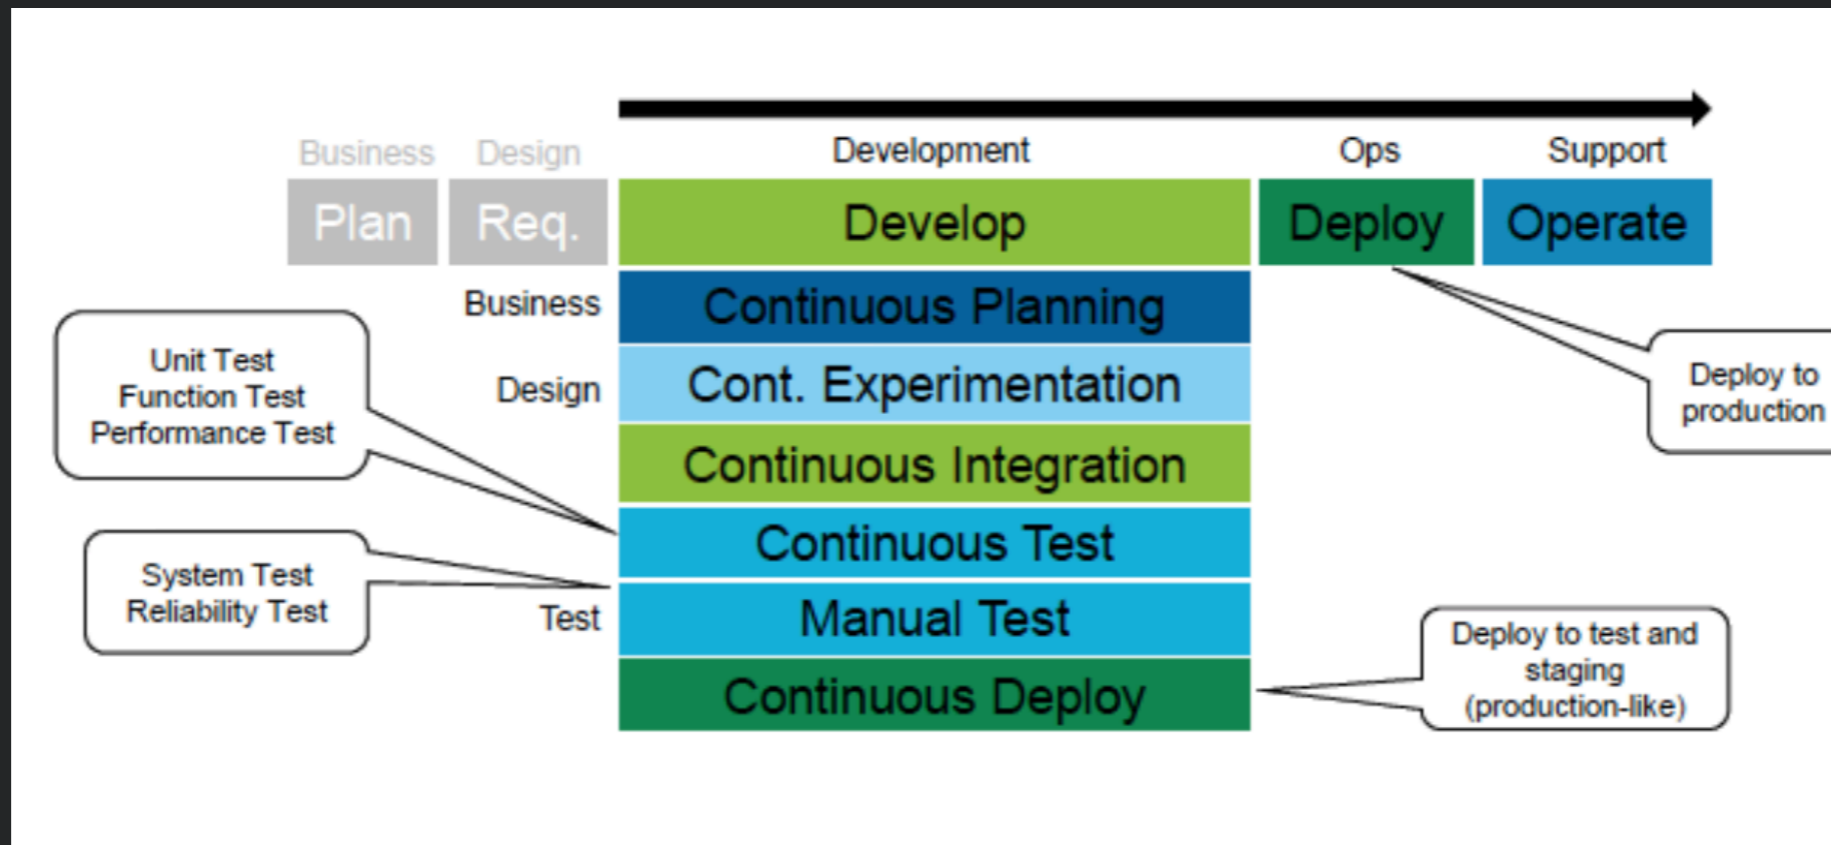 Business
Design
Development
Ops
Support
Plan
Req.
Develop
Deploy
Operate
Business
Continuous Planning
Design
Cont. Experimentation
Continuous Integration
Continuous Test
Test
Manual Test
Continuous Deploy
Unit Test
Function Test
Performance Test
System Test
Reliability Test
Deploy to
production
Deploy to test and
staging
(production-like)